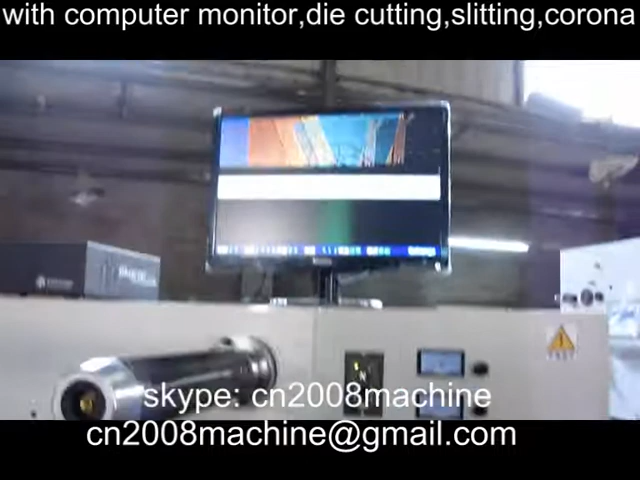 with computer monitor,die cutting,slitting,corona
skype: cn2008machine
cn2008machine@gmail.com